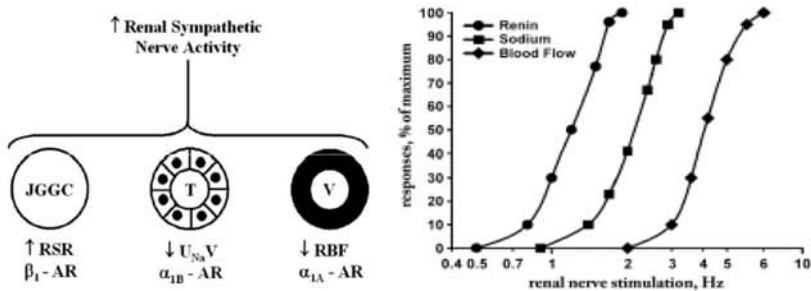 ↑ Renal Sympathetic
Nerve Activity
JGGC
T
V
↑ RSR
β1 - AR
↓ UNaV
α1B - AR
↓ RBF
α1A - AR
responses, % of maximum
100
90
80
70
60
50
40
30
20
10
0
Renin
Sodium
Blood Flow
0.4 0.5 0.7 1 2 3 4 5 6 10
renal nerve stimulation, Hz